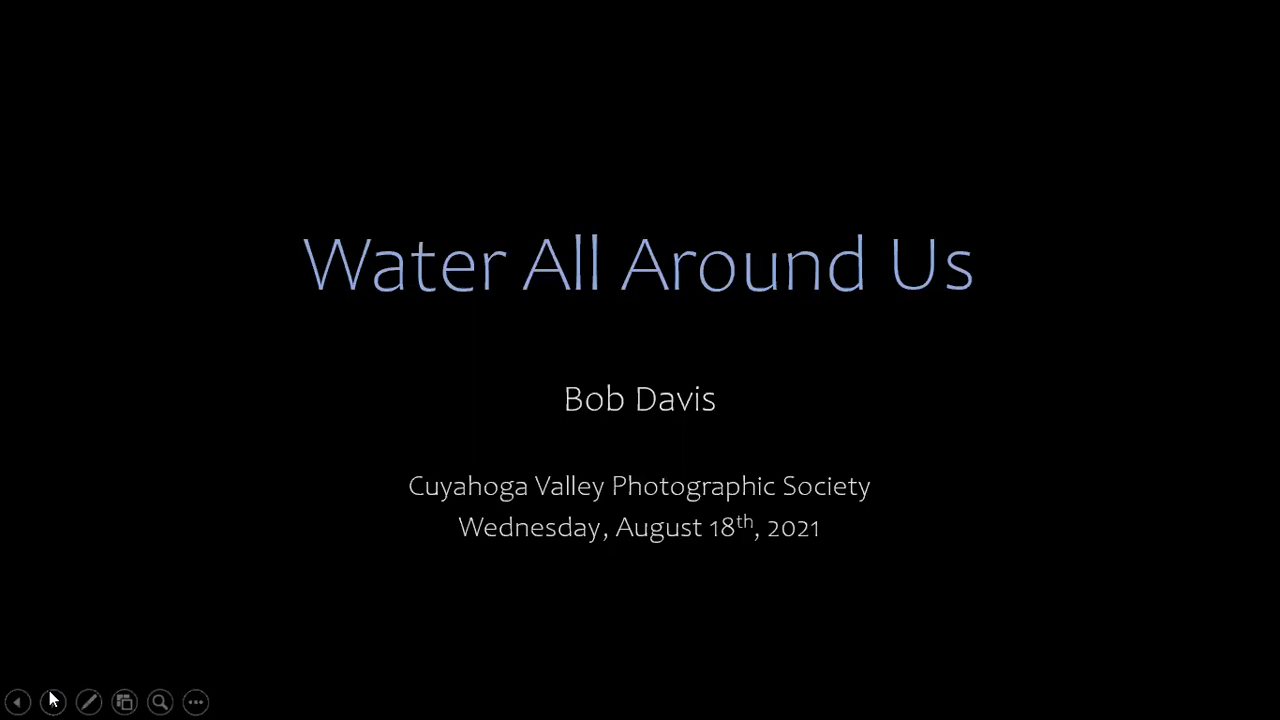 Water All Around Us
Bob Davis
Cuyahoga Valley Photographic Society
Wednesday, August 18th, 2021